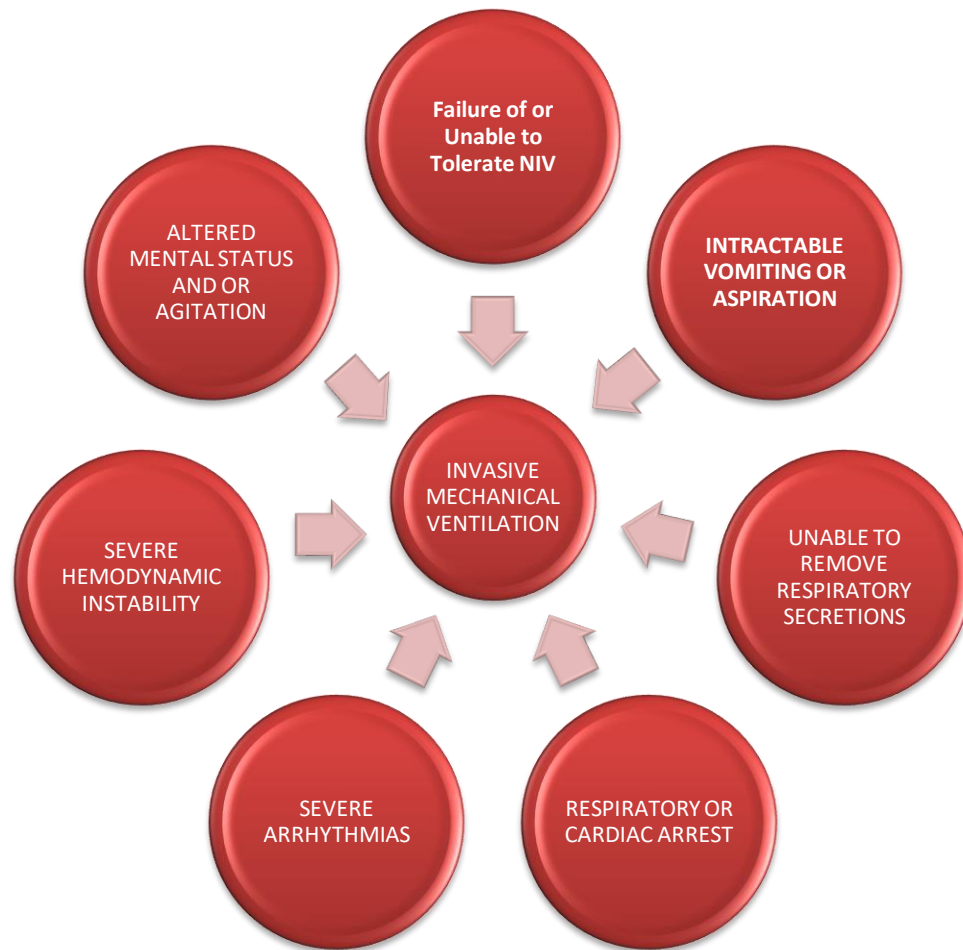 Failure of or
Unable to
Tolerate NIV
INTRACTABLE
VOMITING OR
ASPIRATION
UNABLE TO
REMOVE
RESPIRATORY
SECRETIONS
RESPIRATORY OR
CARDIAC ARREST
SEVERE
ARRHYTHMIAS
SEVERE
HEMODYNAMIC
INSTABILITY
ALTERED
MENTAL STATUS
AND OR
AGITATION
INVASIVE
MECHANICAL
VENTILATION